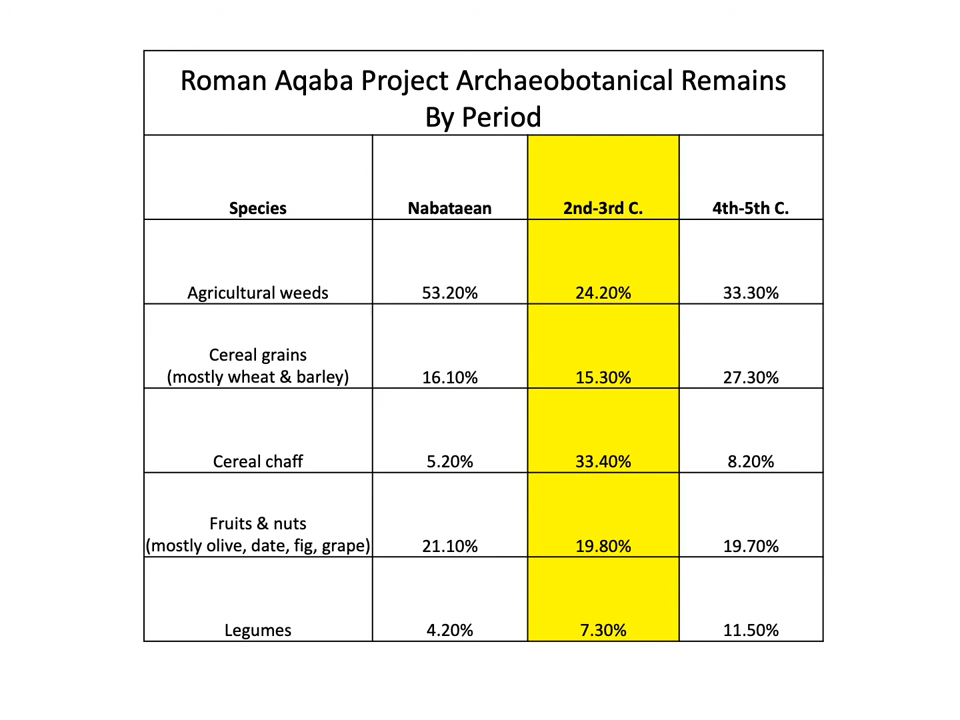 Roman Aqaba Project Archaeobotanical Remains
By Period
Species Nabataean 2nd-3rd C. 4th-5th C.
Agricultural weeds 53.20% 24.20% 33.30%
Cereal grains
(mostly wheat & barley) 16.10% 15.30% 27.30%
Cereal chaff 5.20% 33.40% 8.20%
Fruits & nuts
(mostly olive, date, fig, grape) 21.10% 19.80% 19.70%
Legumes 4.20% 7.30% 11.50%